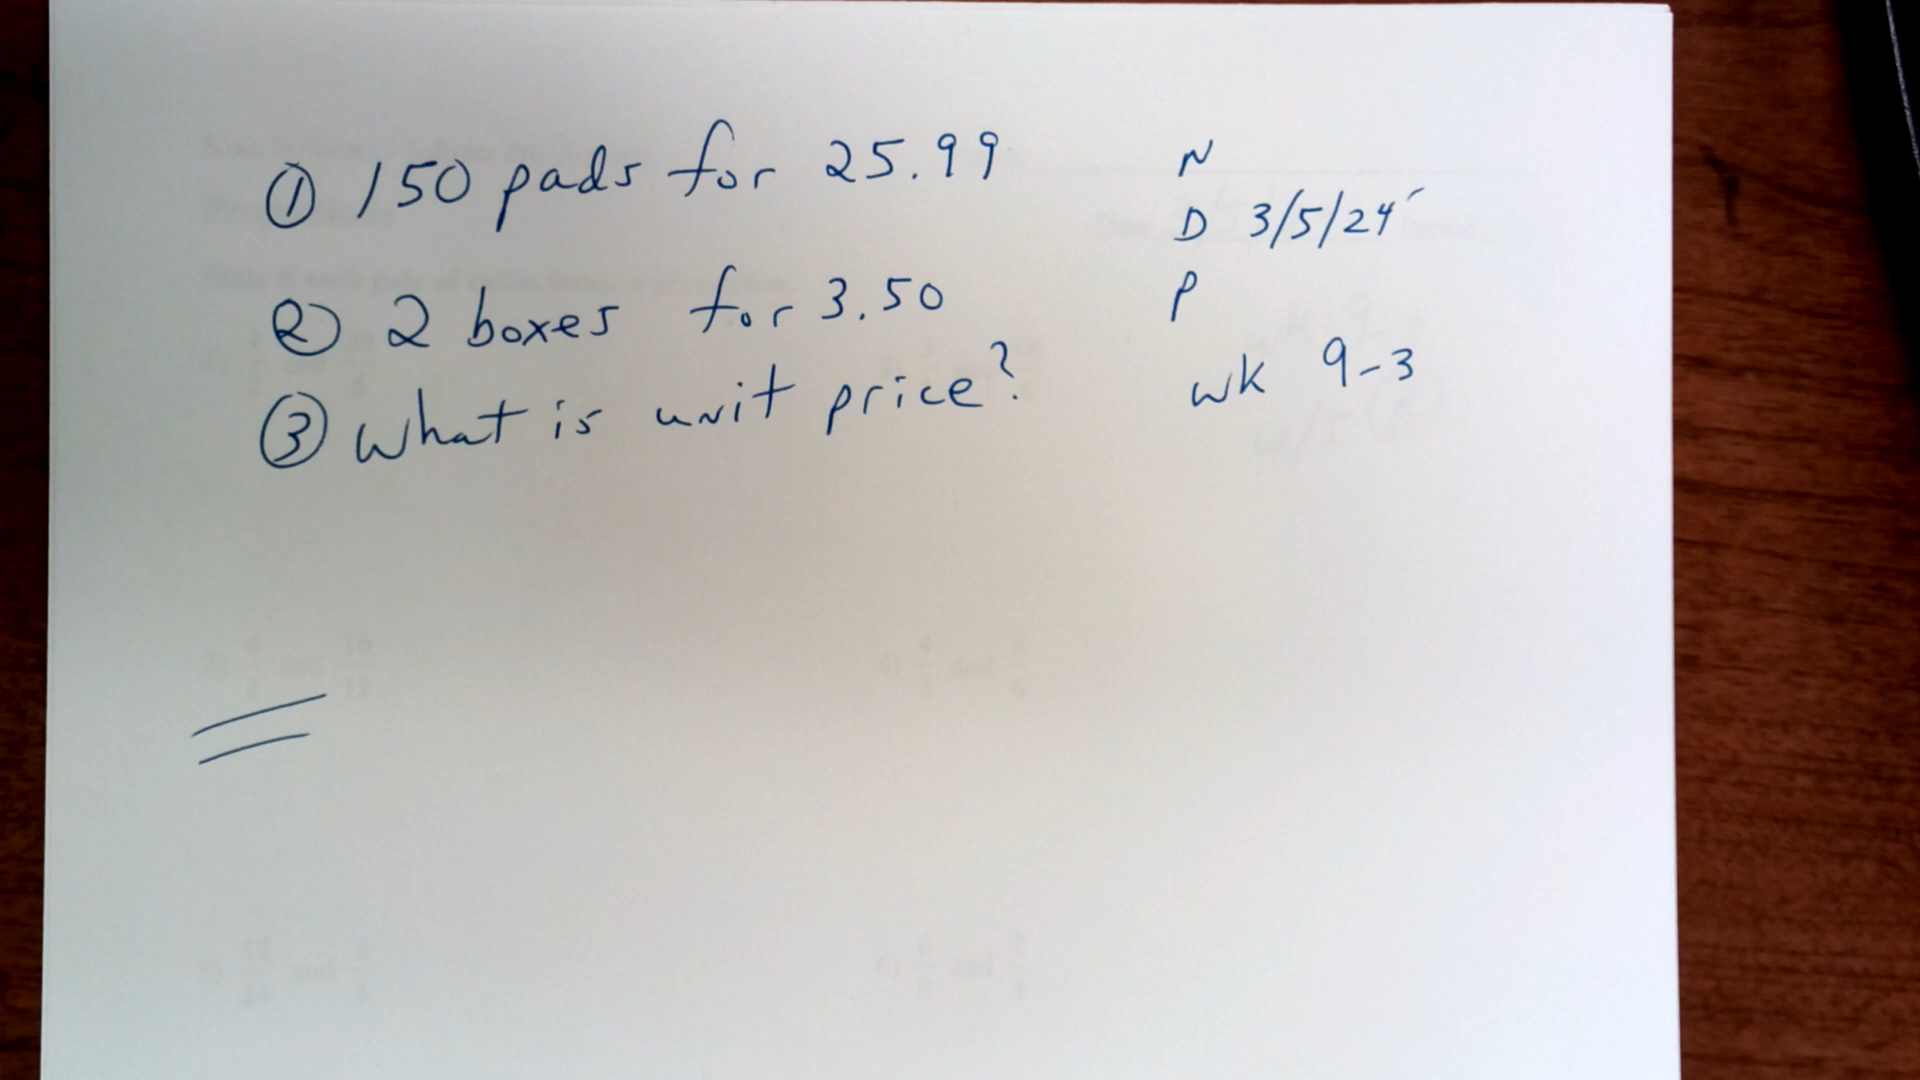 ① 150 pads for 25.99
② 2 boxes for 3.50
③ What is unit price?
N
D 3/5/24
P
wk 9-3